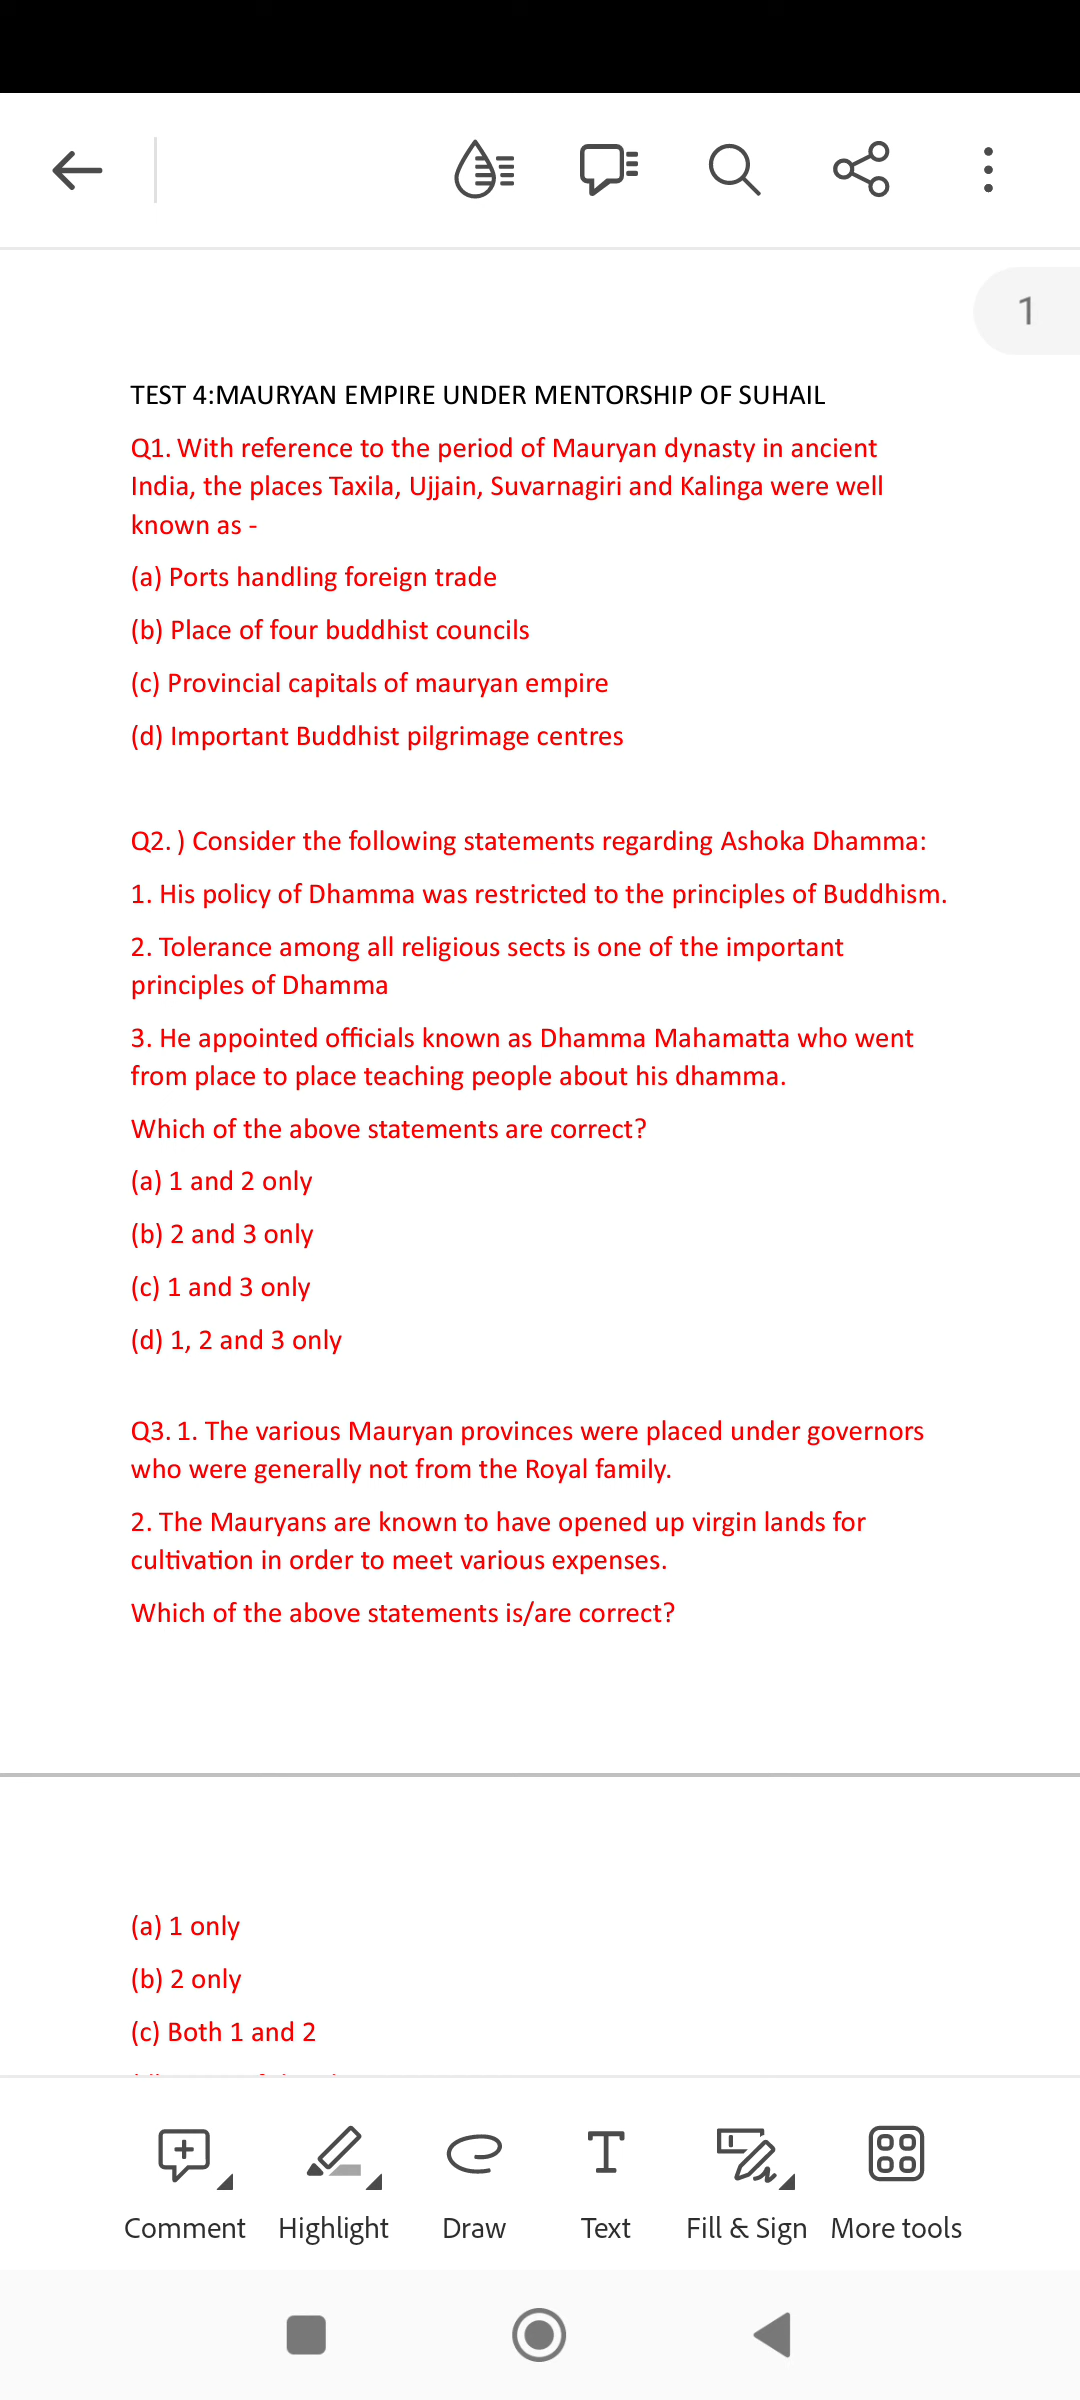 1
TEST 4:MAURYAN EMPIRE UNDER MENTORSHIP OF SUHAIL
Q1. With reference to the period of Mauryan dynasty in ancient
India, the places Taxila, Ujjain, Suvarnagiri and Kalinga were well
known as -
(a) Ports handling foreign trade
(b) Place of four buddhist councils
(c) Provincial capitals of mauryan empire
(d) Important Buddhist pilgrimage centres
Q2. ) Consider the following statements regarding Ashoka Dhamma:
1. His policy of Dhamma was restricted to the principles of Buddhism.
2. Tolerance among all religious sects is one of the important
principles of Dhamma
3. He appointed officials known as Dhamma Mahamatta who went
from place to place teaching people about his dhamma.
Which of the above statements are correct?
(a) 1 and 2 only
(b) 2 and 3 only
(c) 1 and 3 only
(d) 1, 2 and 3 only
Q3. 1. The various Mauryan provinces were placed under governors
who were generally not from the Royal family.
2. The Mauryans are known to have opened up virgin lands for
cultivation in order to meet various expenses.
Which of the above statements is/are correct?
(a) 1 only
(b) 2 only
(c) Both 1 and 2
Comment Highlight Draw Text Fill & Sign More tools